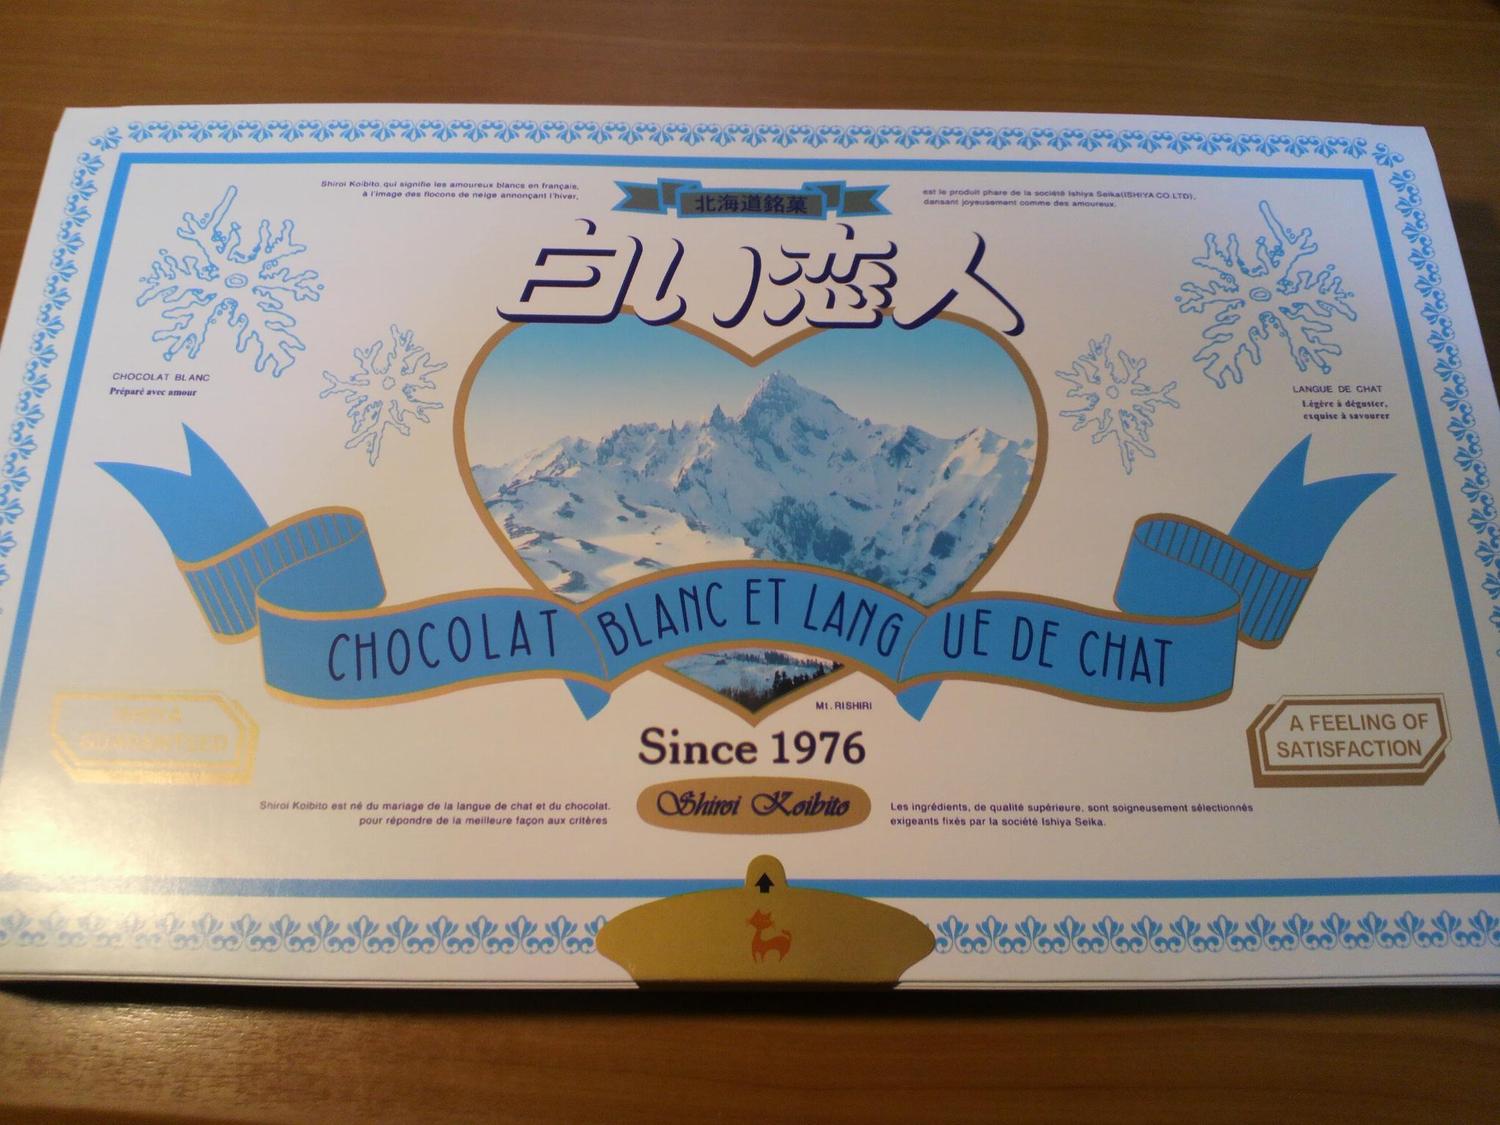 Shiroi Koibito, qui signifie les amoureux blancs en français,
à l'image des flocons de neige annonçant l'hiver,
北海道銘菓
est le produit phare de la société Ishiya Seika(ISHIYA CO.LTD),
dansant joyeusement comme des amoureux.
白い恋人
CHOCOLAT BLANC
Préparé avec amour
LANGUE DE CHAT
Légère à déguster,
exquise à savourer
CHOCOLAT BLANC ET LANGUE DE CHAT
Mt. RISHIRI
GUARANTEED
Since 1976
A FEELING OF
SATISFACTION
Shiroi Koibito
Shiroi Koibito est né du mariage de la langue de chat et du chocolat.
pour répondre de la meilleure façon aux critères
Les ingrédients, de qualité supérieure, sont soigneusement sélectionnés
exigeants fixés par la société Ishiya Seika.